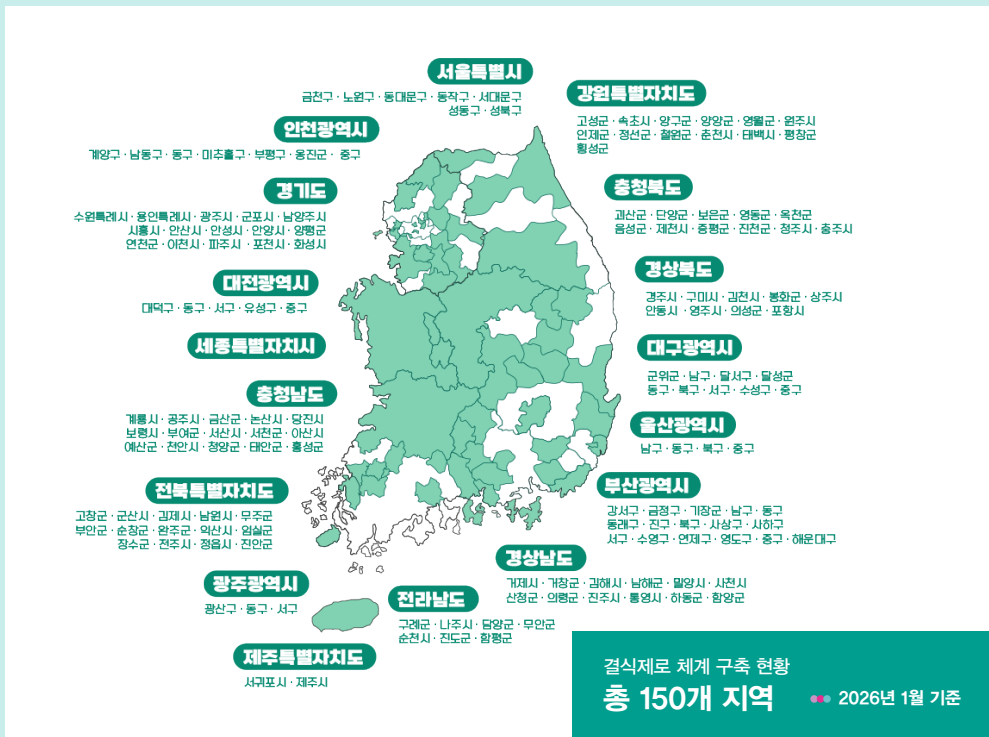 서울특별시
금천구 · 노원구 · 동대문구 · 동작구 · 서대문구
성동구 · 성북구
강원특별자치도
고성군 · 속초시 · 양구군 · 양양군 · 영월군 · 원주시
인제군 · 정선군 · 철원군 · 춘천시 · 태백시 · 평창군
횡성군
인천광역시
계양구 · 남동구 · 동구 · 미추홀구 · 부평구 · 옹진군 · 중구
경기도
수원특례시 · 용인특례시 · 광주시 · 군포시 · 남양주시
시흥시 · 안산시 · 안성시 · 안양시 · 양평군
연천군 · 이천시 · 파주시 · 포천시 · 화성시
충청북도
괴산군 · 단양군 · 보은군 · 영동군 · 옥천군
음성군 · 제천시 · 증평군 · 진천군 · 청주시 · 충주시
대전광역시
대덕구 · 동구 · 서구 · 유성구 · 중구
경상북도
경주시 · 구미시 · 김천시 · 봉화군 · 상주시
안동시 · 영주시 · 의성군 · 포항시
세종특별자치시
대구광역시
군위군 · 남구 · 달서구 · 달성군
동구 · 북구 · 서구 · 수성구 · 중구
충청남도
계룡시 · 공주시 · 금산군 · 논산시 · 당진시
보령시 · 부여군 · 서산시 · 서천군 · 아산시
예산군 · 천안시 · 청양군 · 태안군 · 홍성군
울산광역시
남구 · 동구 · 북구 · 중구
전북특별자치도
고창군 · 군산시 · 김제시 · 남원시 · 무주군
부안군 · 순창군 · 완주군 · 익산시 · 임실군
장수군 · 전주시 · 정읍시 · 진안군
부산광역시
강서구 · 금정구 · 기장군 · 남구 · 동구
동래구 · 진구 · 북구 · 사상구 · 사하구
서구 · 수영구 · 연제구 · 영도구 · 중구 · 해운대구
경상남도
거제시 · 거창군 · 김해시 · 남해군 · 밀양시 · 사천시
산청군 · 의령군 · 진주시 · 통영시 · 하동군 · 함양군
광주광역시
광산구 · 동구 · 서구
전라남도
구례군 · 나주시 · 담양군 · 무안군
순천시 · 진도군 · 함평군
제주특별자치도
서귀포시 · 제주시
결식제로 체계 구축 현황
총 150개 지역
2026년 1월 기준